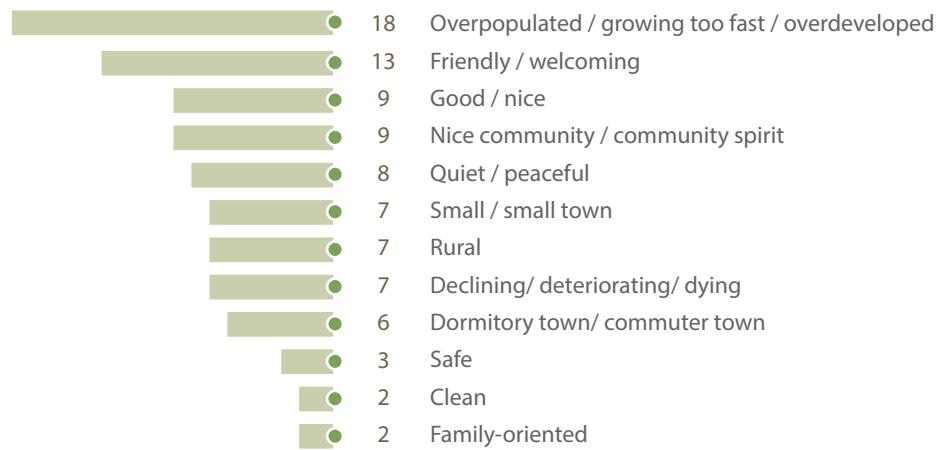 18 Overpopulated / growing too fast / overdeveloped
13 Friendly / welcoming
9 Good / nice
9 Nice community / community spirit
8 Quiet / peaceful
7 Small / small town
7 Rural
7 Declining/ deteriorating/ dying
6 Dormitory town/ commuter town
3 Safe
2 Clean
2 Family-oriented